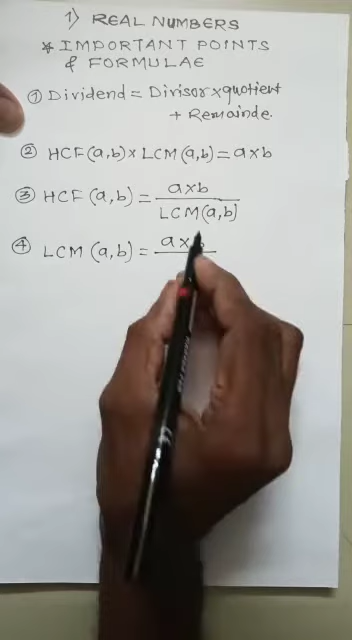 1) REAL NUMBERS
* IMPORTANT POINTS
& FORMULAE
① Dividend = Divisor x quotient
+ Remainde.
② HCF (a,b) x LCM (a,b) = a x b
③ HCF (a,b) = a x b
LCM (a,b)
④ LCM (a,b) = a x b